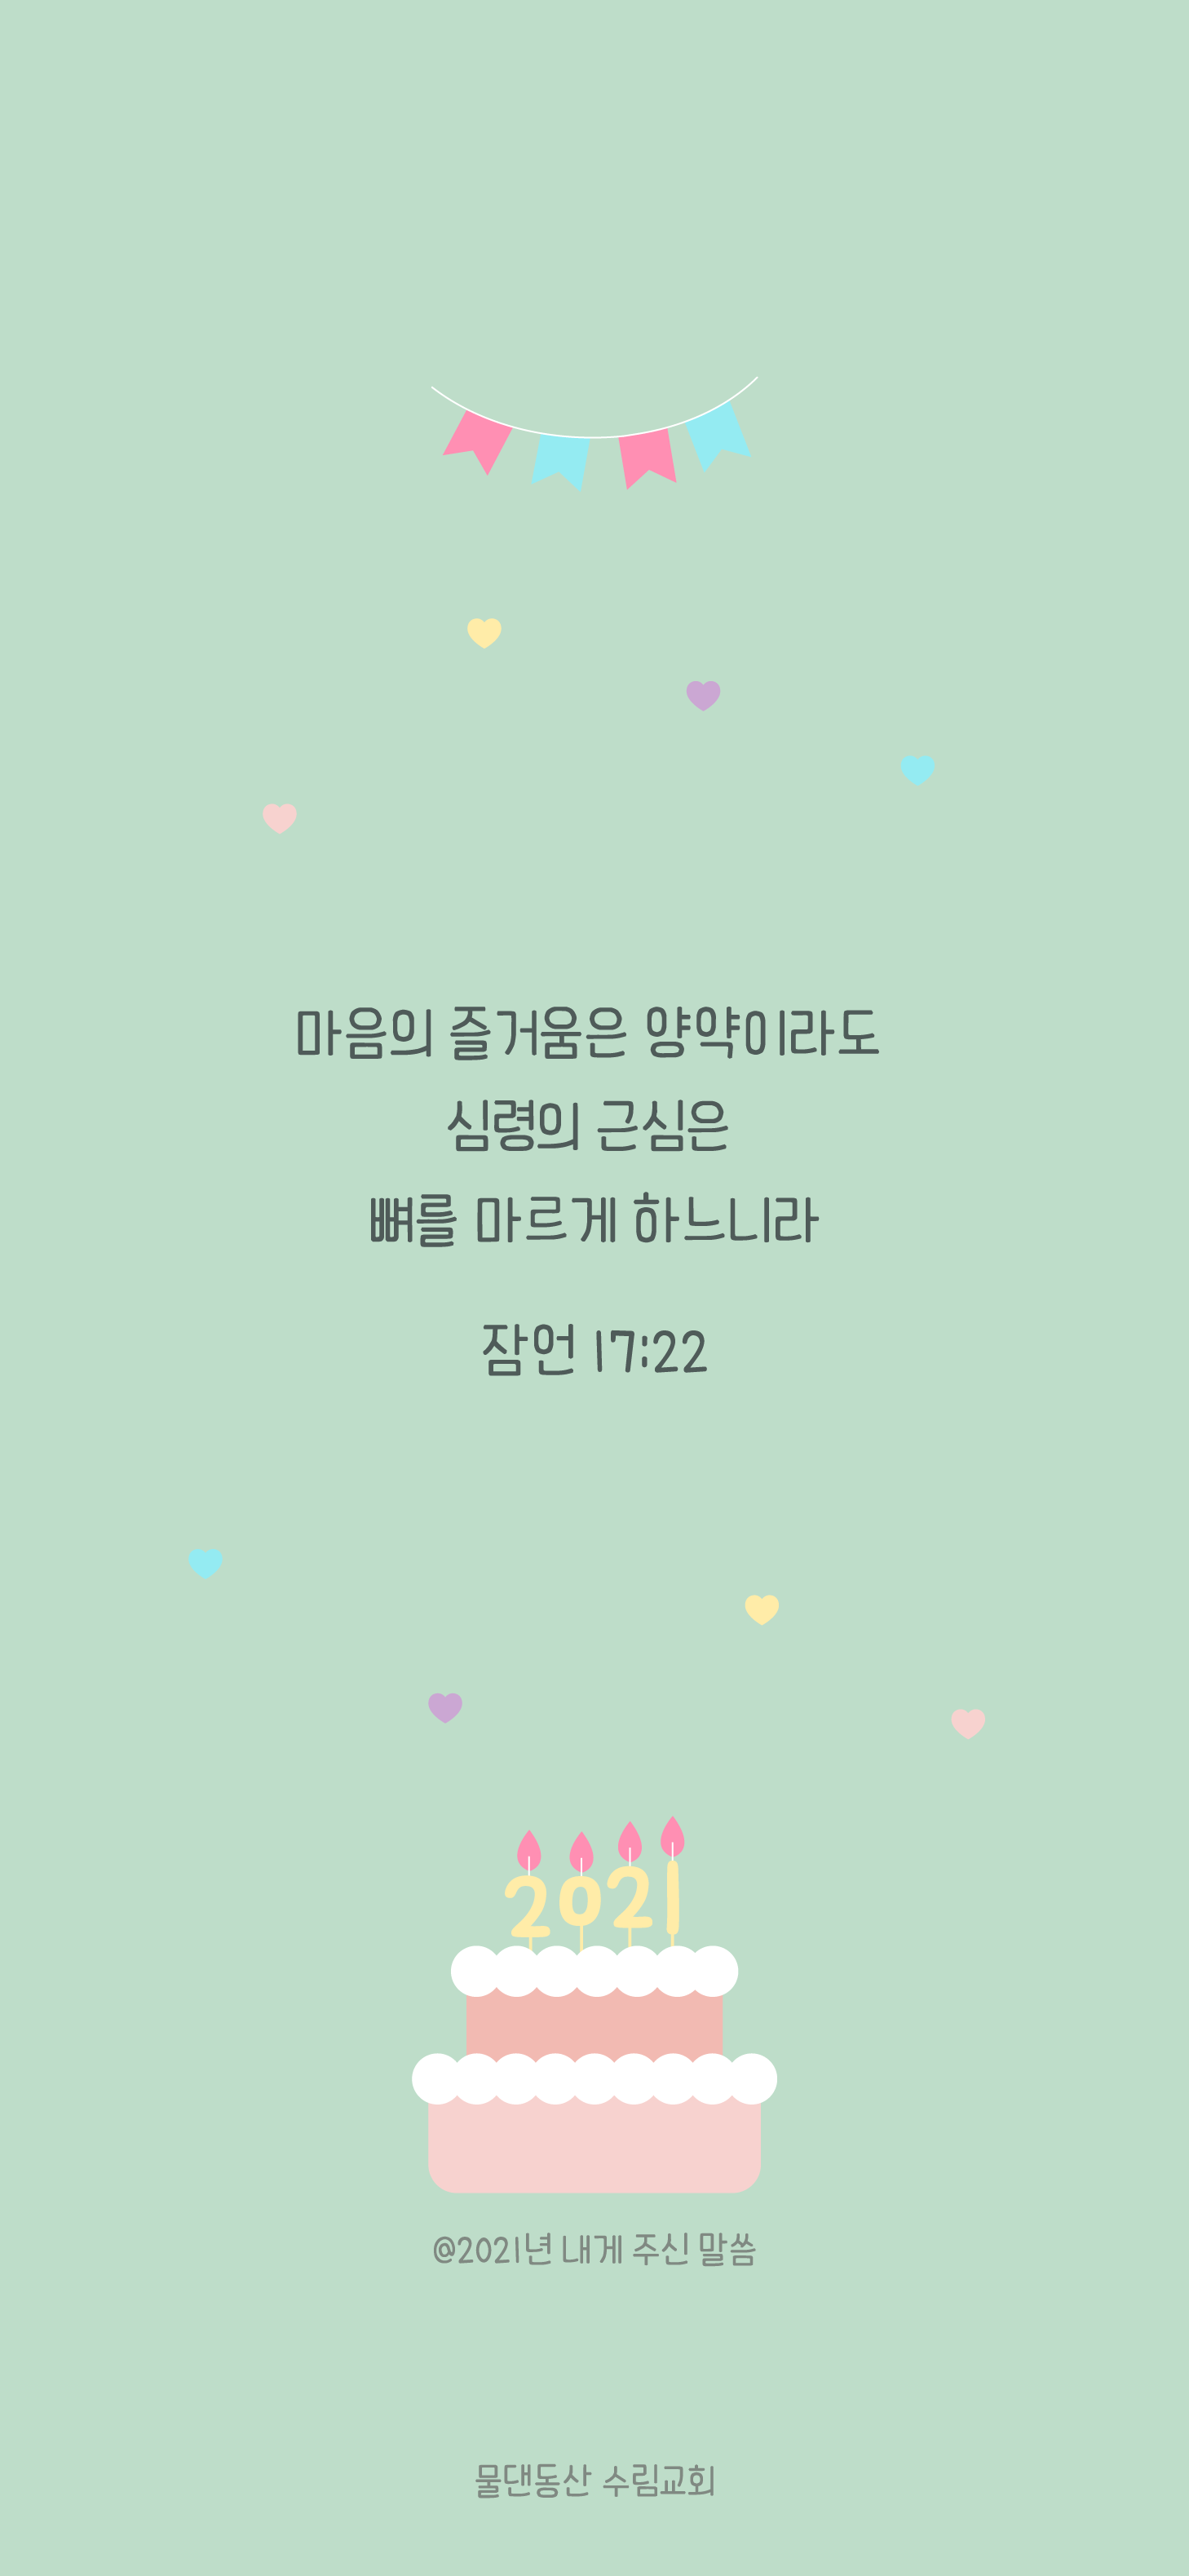 마음의 즐거움은 양약이라도
심령의 근심은
뼈를 마르게 하느니라
잠언 17:22
2021
@2021년 내게 주신 말씀
물댄동산 수림교회